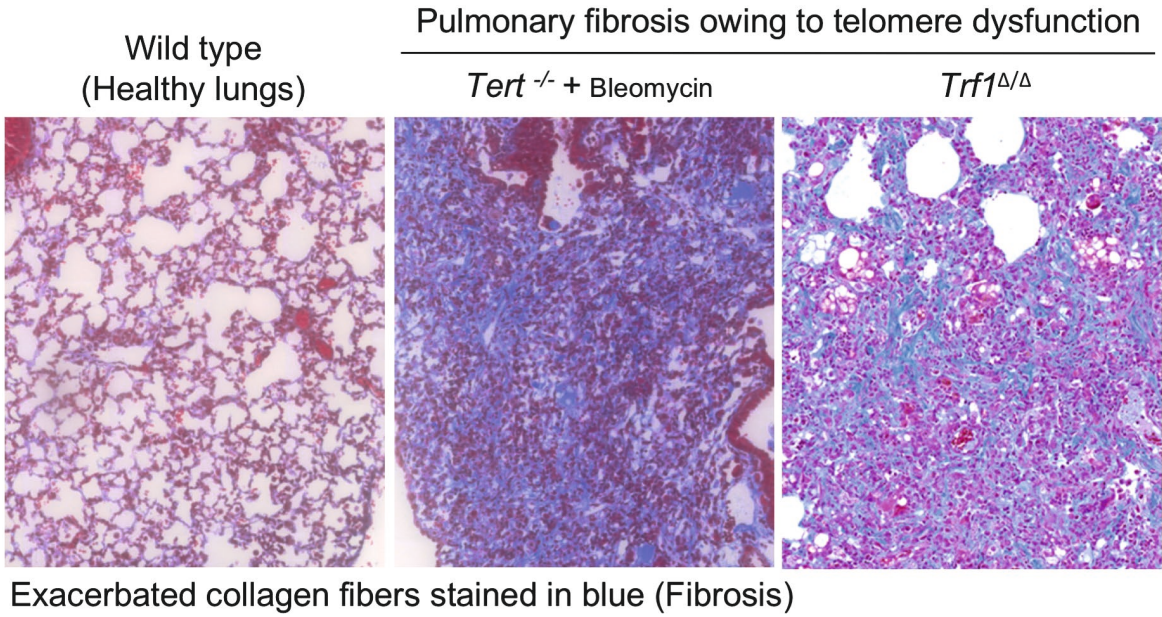 Pulmonary fibrosis owing to telomere dysfunction
Wild type
(Healthy lungs)
Tert -/- + Bleomycin
Trf1Δ/Δ
Exacerbated collagen fibers stained in blue (Fibrosis)